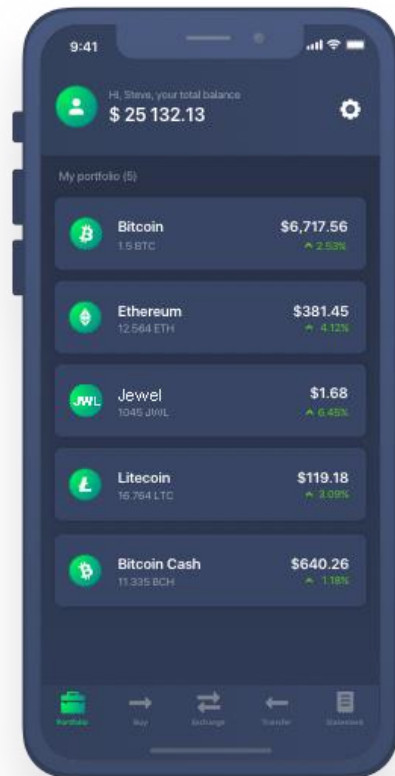 9:41
Hi, Steve, your total balance
$ 25 132.13
My portfolio (5)
Bitcoin $6,717.56
1.5 BTC 2.53%
Ethereum $381.45
12.564 ETH 4.12%
JWL Jewel $1.68
1045 JWL 6.45%
Litecoin $119.18
16.764 LTC 3.09%
Bitcoin Cash $640.26
11.335 BCH 1.18%
Portfolio Buy Exchange Transfer Statement